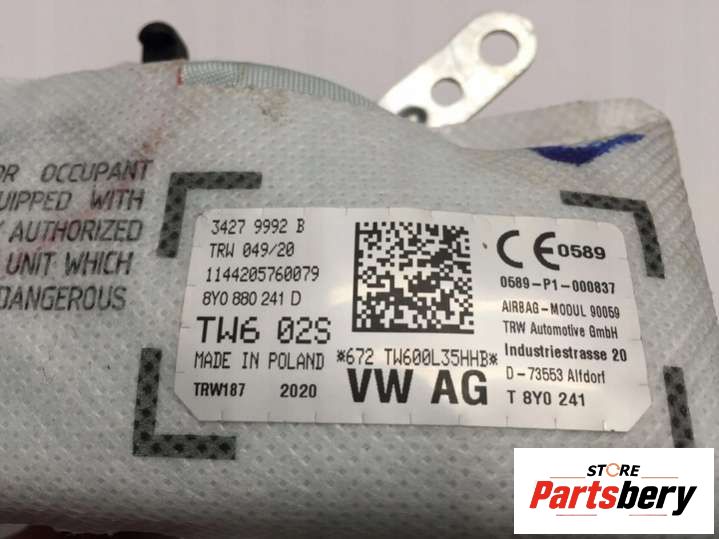 OR OCCUPANT
WITH
AUTHORIZED
UNIT WHICH
DANGEROUS
3427 9992 B
TRW 049/20
1144205760079
8Y0 880 241 D
TW6 02S
MADE IN POLAND
*672 TW600L35HHB*
TRW187 2020
VW AG
CE 0589
0589-P1-000837
AIRBAG-MODUL 90059
TRW Automotive GmbH
Industriestrasse 20
D-73553 Alfdorf
T 8Y0 241
STORE
Partsbery